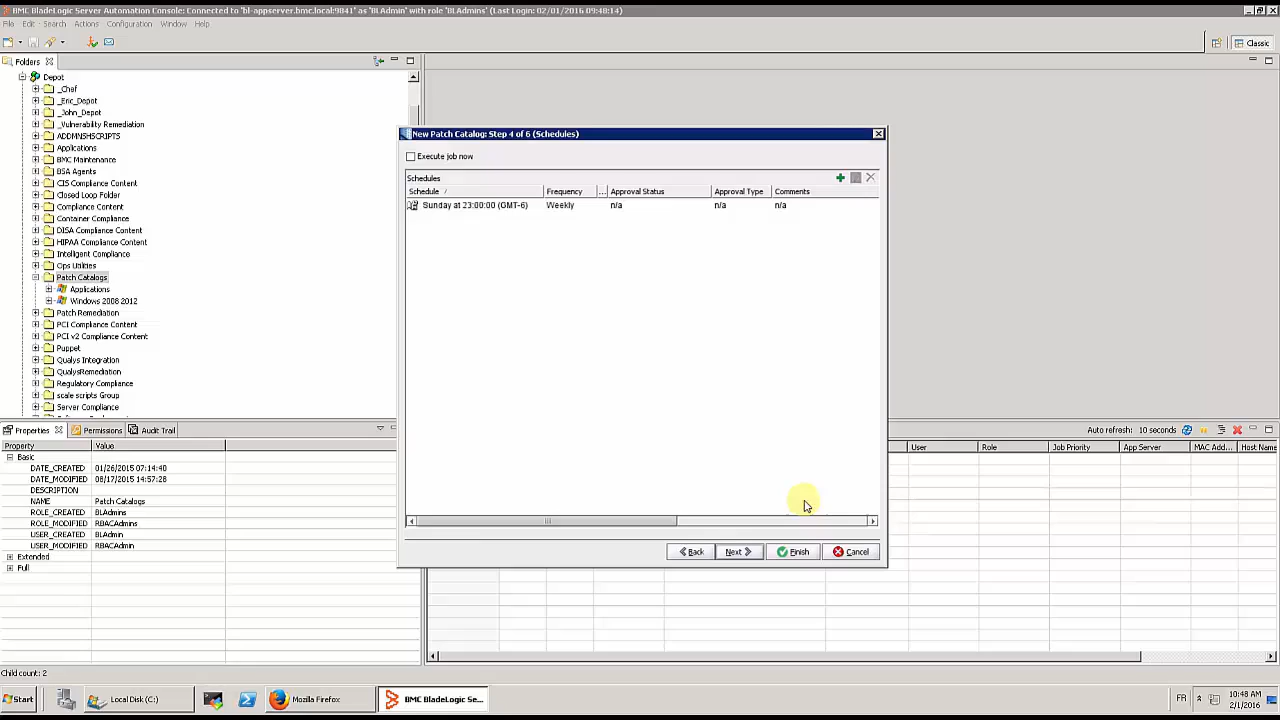 BMC BladeLogic Server Automation Console: Connected to 'bl-appserver.bmc.local:9841' as 'BLAdmin' with role 'BLAdmins' (Last Login: 02/01/2016 09:48:14)
File Edit Search Actions Configuration Window Help
Classic
Folders
Depot
_Chef
_Eric_Depot
_John_Depot
_Vulnerability Remediation
ADDMNSHSCRIPTS
Applications
BMC Maintenance
BSA Agents
CIS Compliance Content
Closed Loop Folder
Compliance Content
Container Compliance
DISA Compliance Content
HIPAA Compliance Content
Intelligent Compliance
Ops Utilities
Patch Catalogs
Applications
Windows 2008 2012
Patch Remediation
PCI Compliance Content
PCI v2 Compliance Content
Puppet
Qualys Integration
QualysRemediation
Regulatory Compliance
scale scripts Group
Server Compliance
New Patch Catalog: Step 4 of 6 (Schedules)
Execute job now
Schedules
Schedule / Frequency ... Approval Status Approval Type Comments
Sunday at 23:00:00 (GMT-6) Weekly n/a n/a n/a
Back Next Finish Cancel
Properties Permissions Audit Trail
Property Value
Basic
DATE_CREATED 01/26/2015 07:14:40
DATE_MODIFIED 08/17/2015 14:57:28
DESCRIPTION
NAME Patch Catalogs
ROLE_CREATED BLAdmins
ROLE_MODIFIED RBACAdmins
USER_CREATED BLAdmin
USER_MODIFIED RBACAdmin
Extended
Full
Auto refresh: 10 seconds
User Role Job Priority App Server MAC Add... Host Name
Child count: 2
Start Local Disk (C:) Mozilla Firefox BMC BladeLogic Se... FR 10:48 AM
2/1/2016